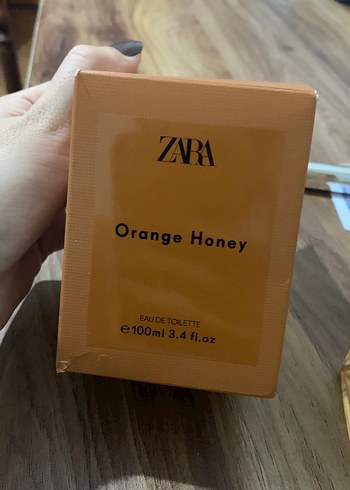 ZARA
Orange Honey
EAU DE TOILETTE
℮100ml 3.4 fl.oz